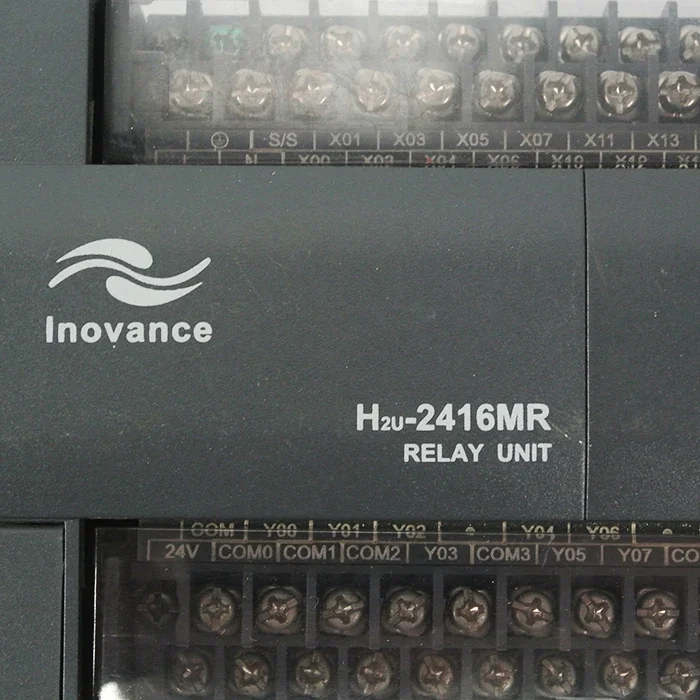 ⏚ S/S X01 X03 X05 X07 X11 X13
N X00 X02 X04 X06 X10 X12
Inovance
H2U-2416MR
RELAY UNIT
COM Y00 Y01 Y02 • Y04 Y06 •
24V COM0 COM1 COM2 Y03 COM3 Y05 Y07 CO